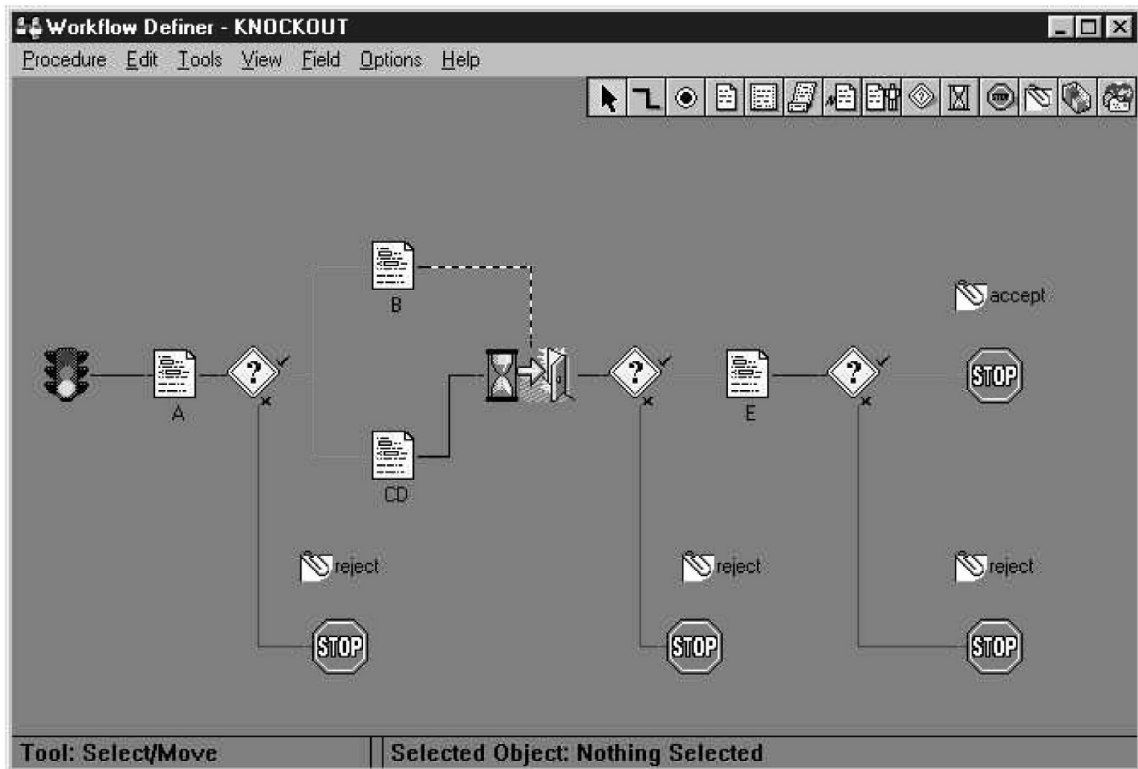 Workflow Definer - KNOCKOUT
Procedure Edit Tools View Field Options Help
STOP
B
accept
? ? ?
A
E
STOP
CD
reject
reject
reject
STOP
STOP
STOP
Tool: Select/Move
Selected Object: Nothing Selected